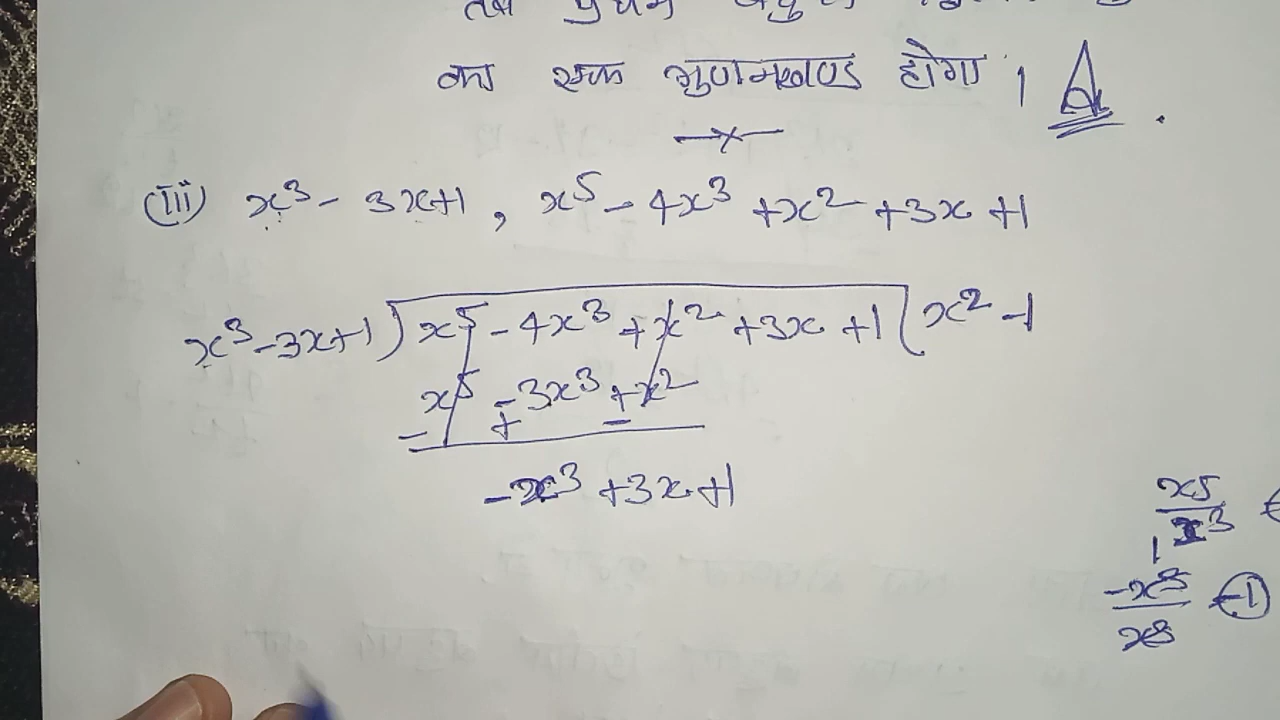 का एक गुणनखण्ड होगा ।
(iii) x³ - 3x+1 , x⁵ - 4x³ + x² + 3x + 1
x³ - 3x+1 ) x⁵ - 4x³ + x² + 3x + 1 ( x² - 1
x⁵ - 3x³ + x²
- + -
-x³ + 3x + 1
x⁵
x³
-x³
x³
-1